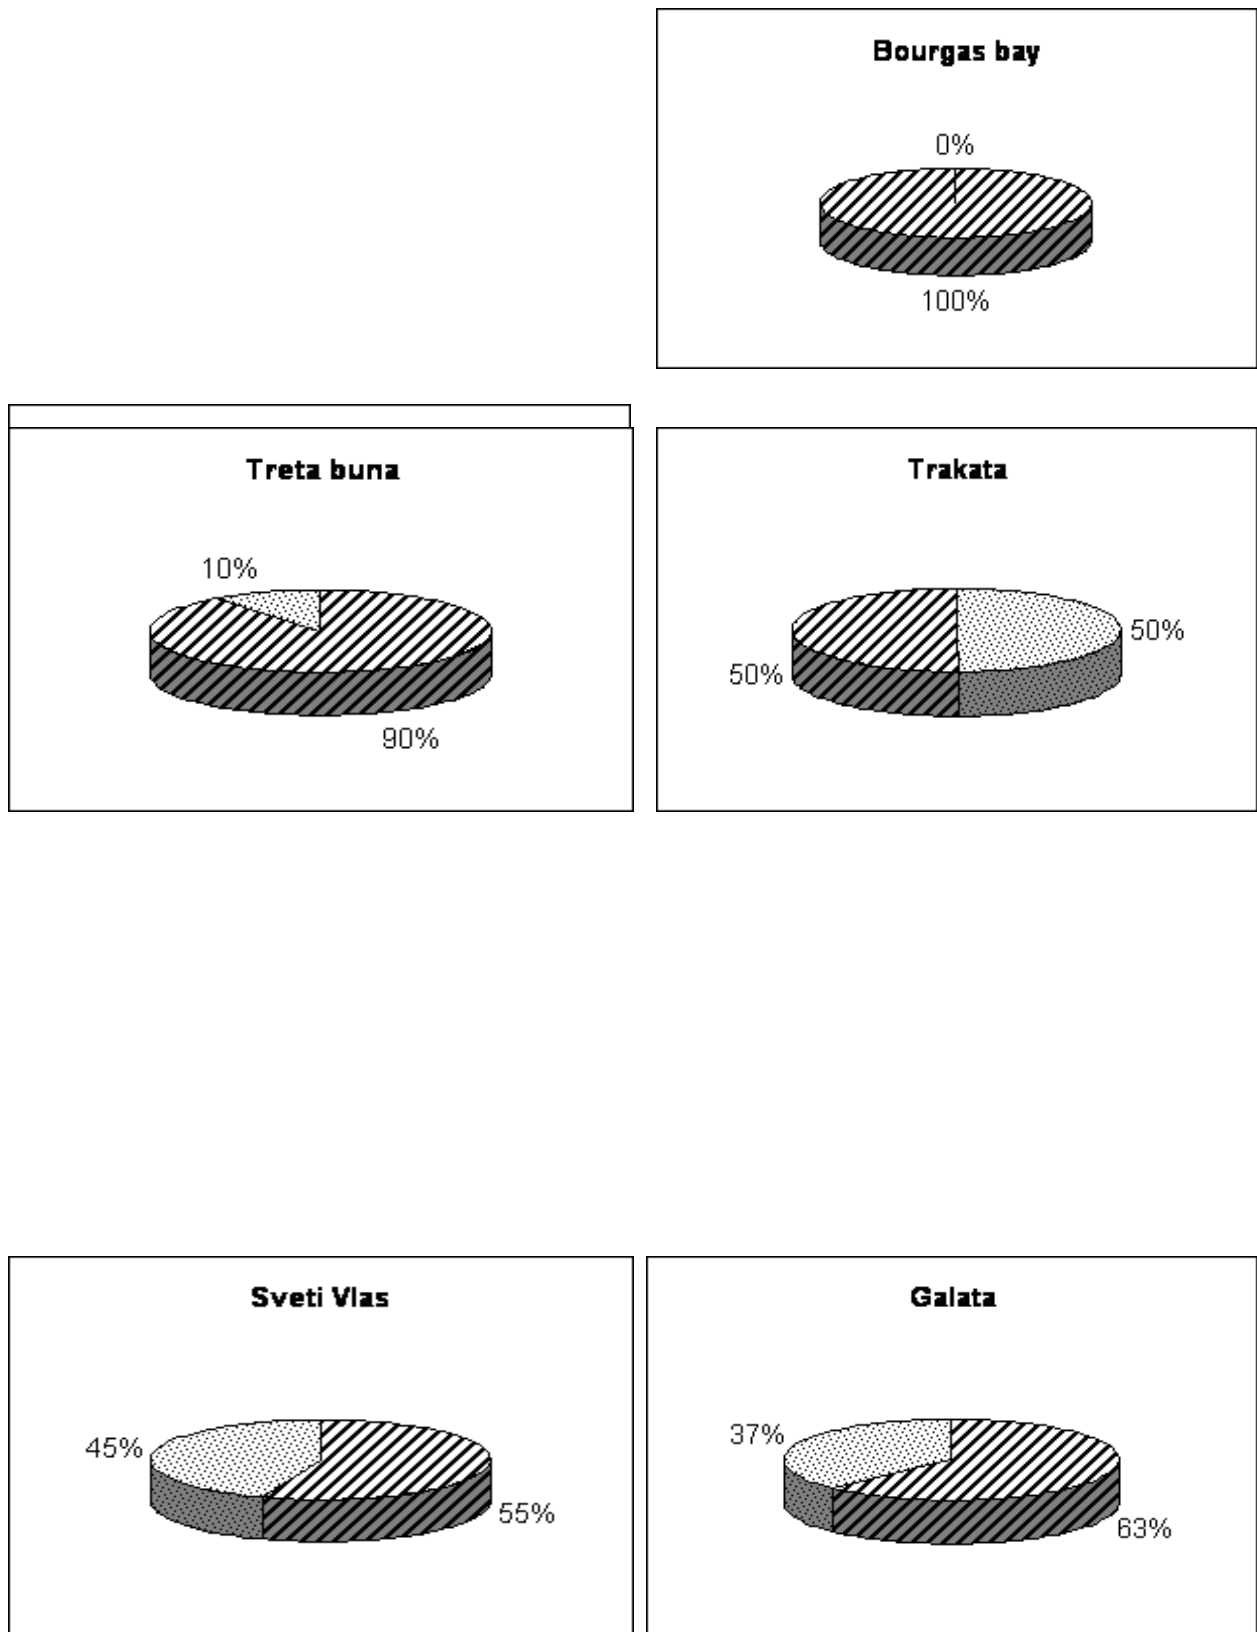 Bourgas bay
0%
100%
Treta buna
10%
90%
Trakata
50%
50%
Sveti Vlas
45%
55%
Galata
37%
63%